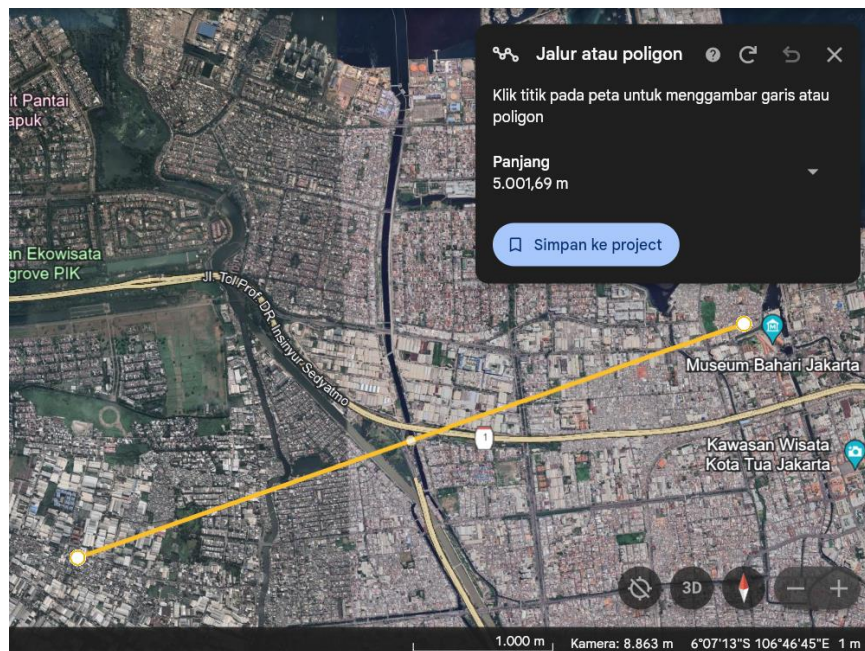 Jalur atau poligon
Klik titik pada peta untuk menggambar garis atau
poligon
Panjang
5.001,69 m
Simpan ke project
it Pantai
apuk
an Ekowisata
grove PIK
Jl. Tol Prof. DR. Insinyur Sedyatmo
1
Museum Bahari Jakarta
Kawasan Wisata
Kota Tua Jakarta
3D
1.000 m
Kamera: 8.863 m 6°07'13"S 106°46'45"E 1 m